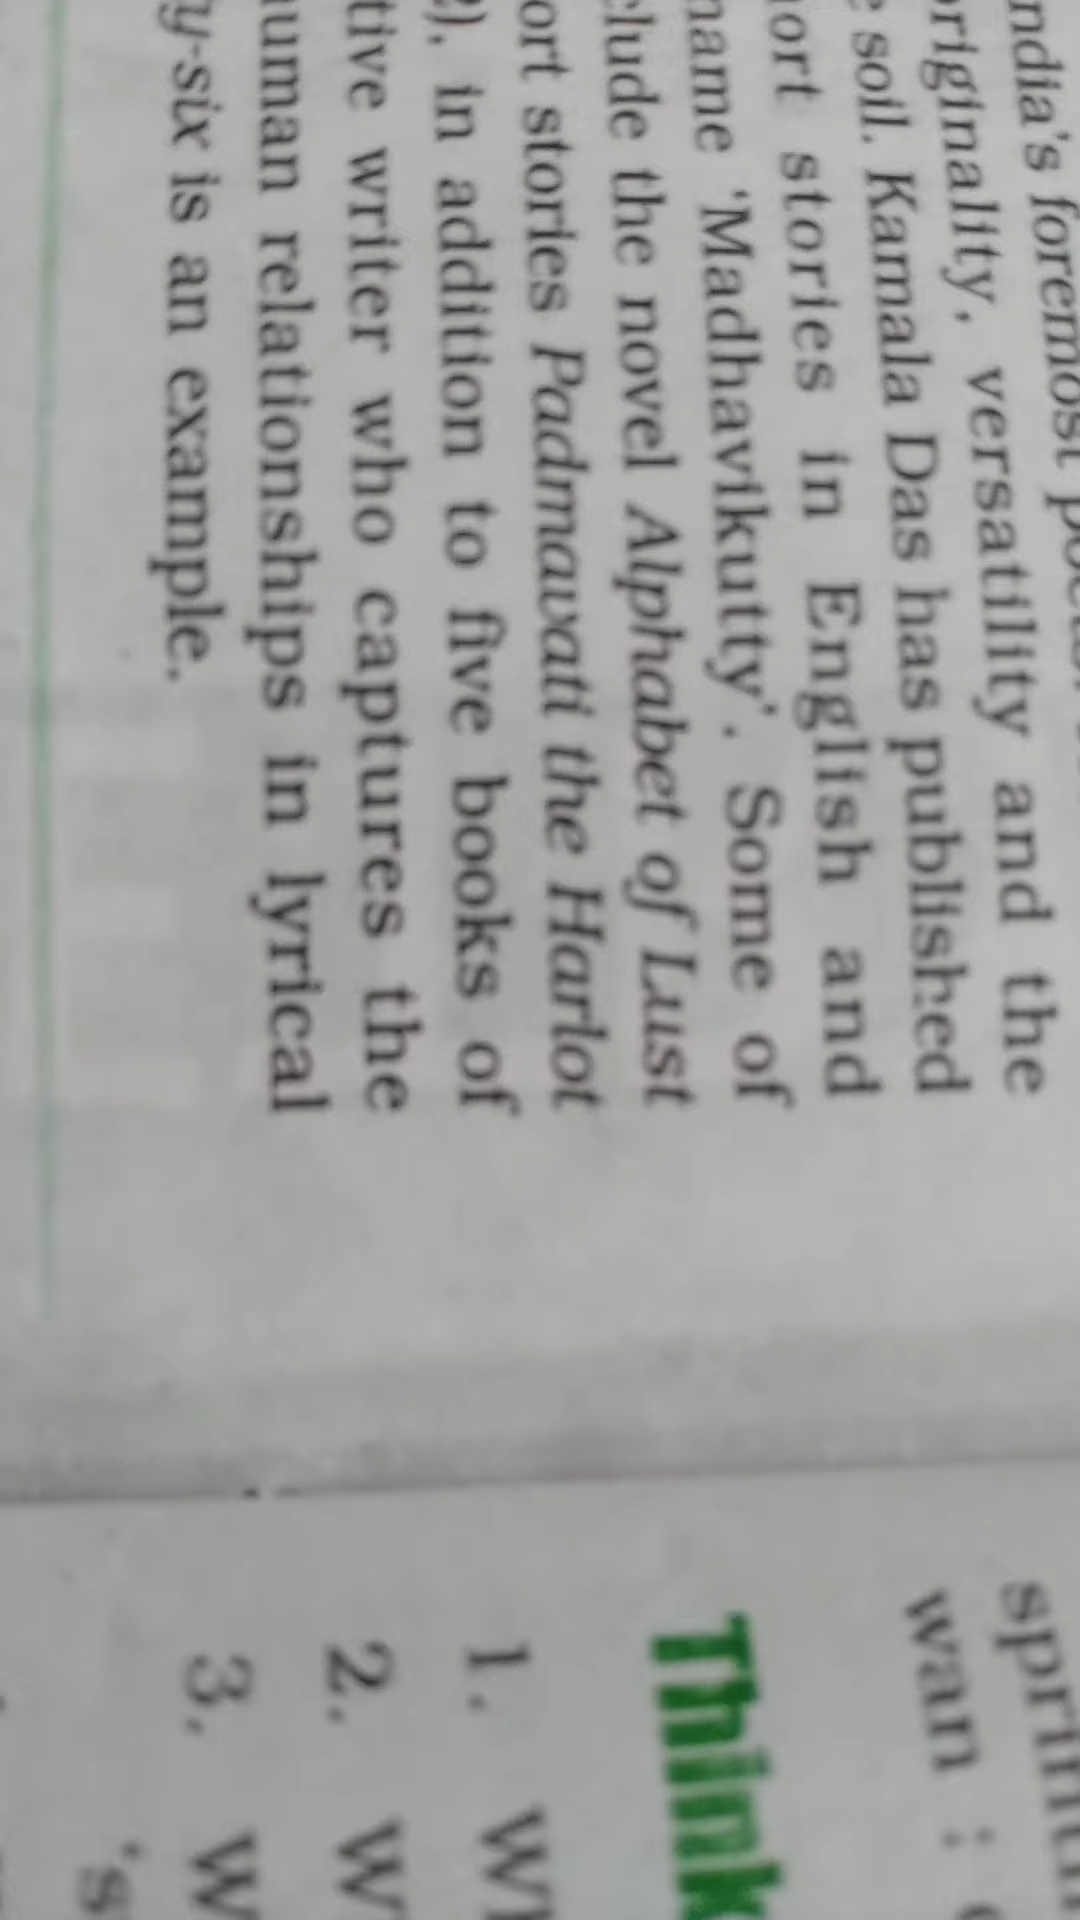 ndia's foremost
originality, versatility and the
soil. Kamala Das has published
ort stories in English and
name 'Madhavikutty'. Some of
clude the novel Alphabet of Lust
ort stories Padmavati the Harlot
2), in addition to five books of
tive writer who captures the
uman relationships in lyrical
ty-six is an example.
wan
Think
1.
2.
3.
's